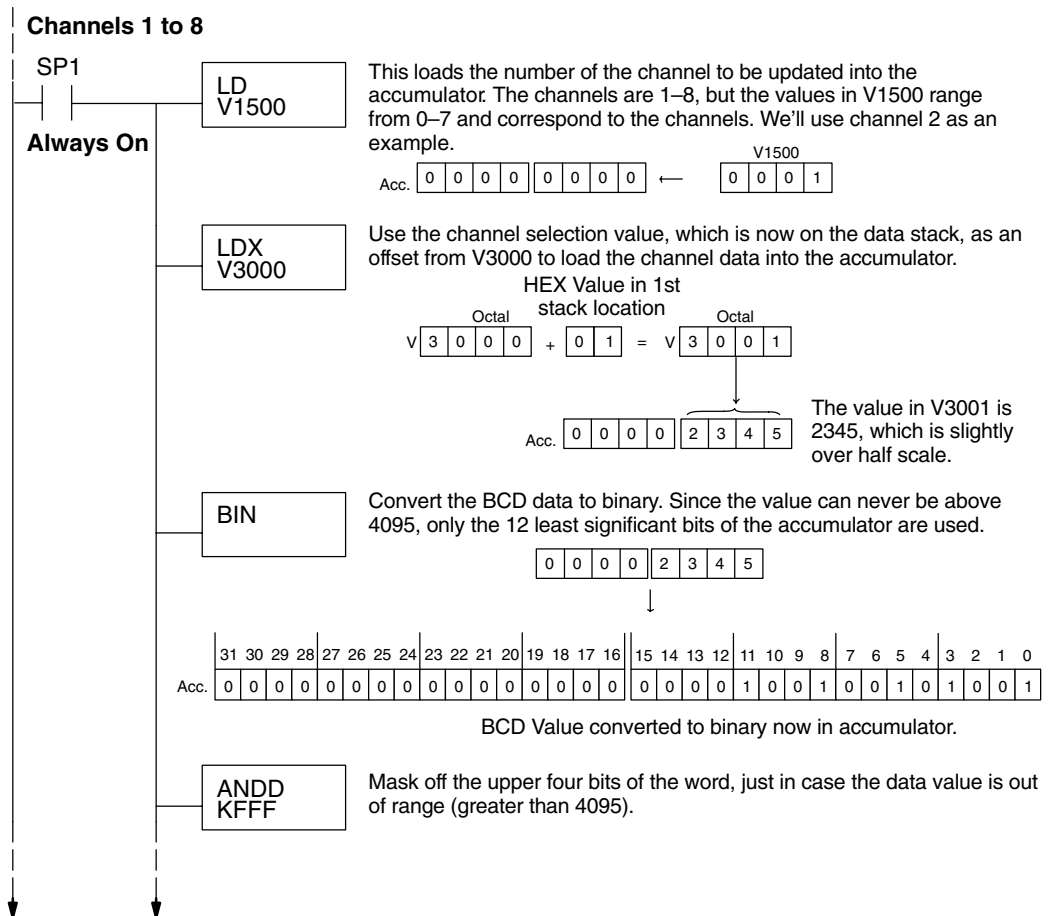 Channels 1 to 8
SP1
Always On
LD
V1500
This loads the number of the channel to be updated into the
accumulator. The channels are 1–8, but the values in V1500 range
from 0–7 and correspond to the channels. We'll use channel 2 as an
example.
V1500
Acc. 0 0 0 0 0 0 0 0 ← 0 0 0 1
LDX
V3000
Use the channel selection value, which is now on the data stack, as an
offset from V3000 to load the channel data into the accumulator.
HEX Value in 1st
stack location
Octal Octal
V 3 0 0 0 + 0 1 = V 3 0 0 1
Acc. 0 0 0 0 2 3 4 5
The value in V3001 is
2345, which is slightly
over half scale.
BIN
Convert the BCD data to binary. Since the value can never be above
4095, only the 12 least significant bits of the accumulator are used.
0 0 0 0 2 3 4 5
31 30 29 28 27 26 25 24 23 22 21 20 19 18 17 16 15 14 13 12 11 10 9 8 7 6 5 4 3 2 1 0
Acc. 0 0 0 0 0 0 0 0 0 0 0 0 0 0 0 0 0 0 0 0 1 0 0 1 0 0 1 0 1 0 0 1
BCD Value converted to binary now in accumulator.
ANDD
KFFF
Mask off the upper four bits of the word, just in case the data value is out
of range (greater than 4095).